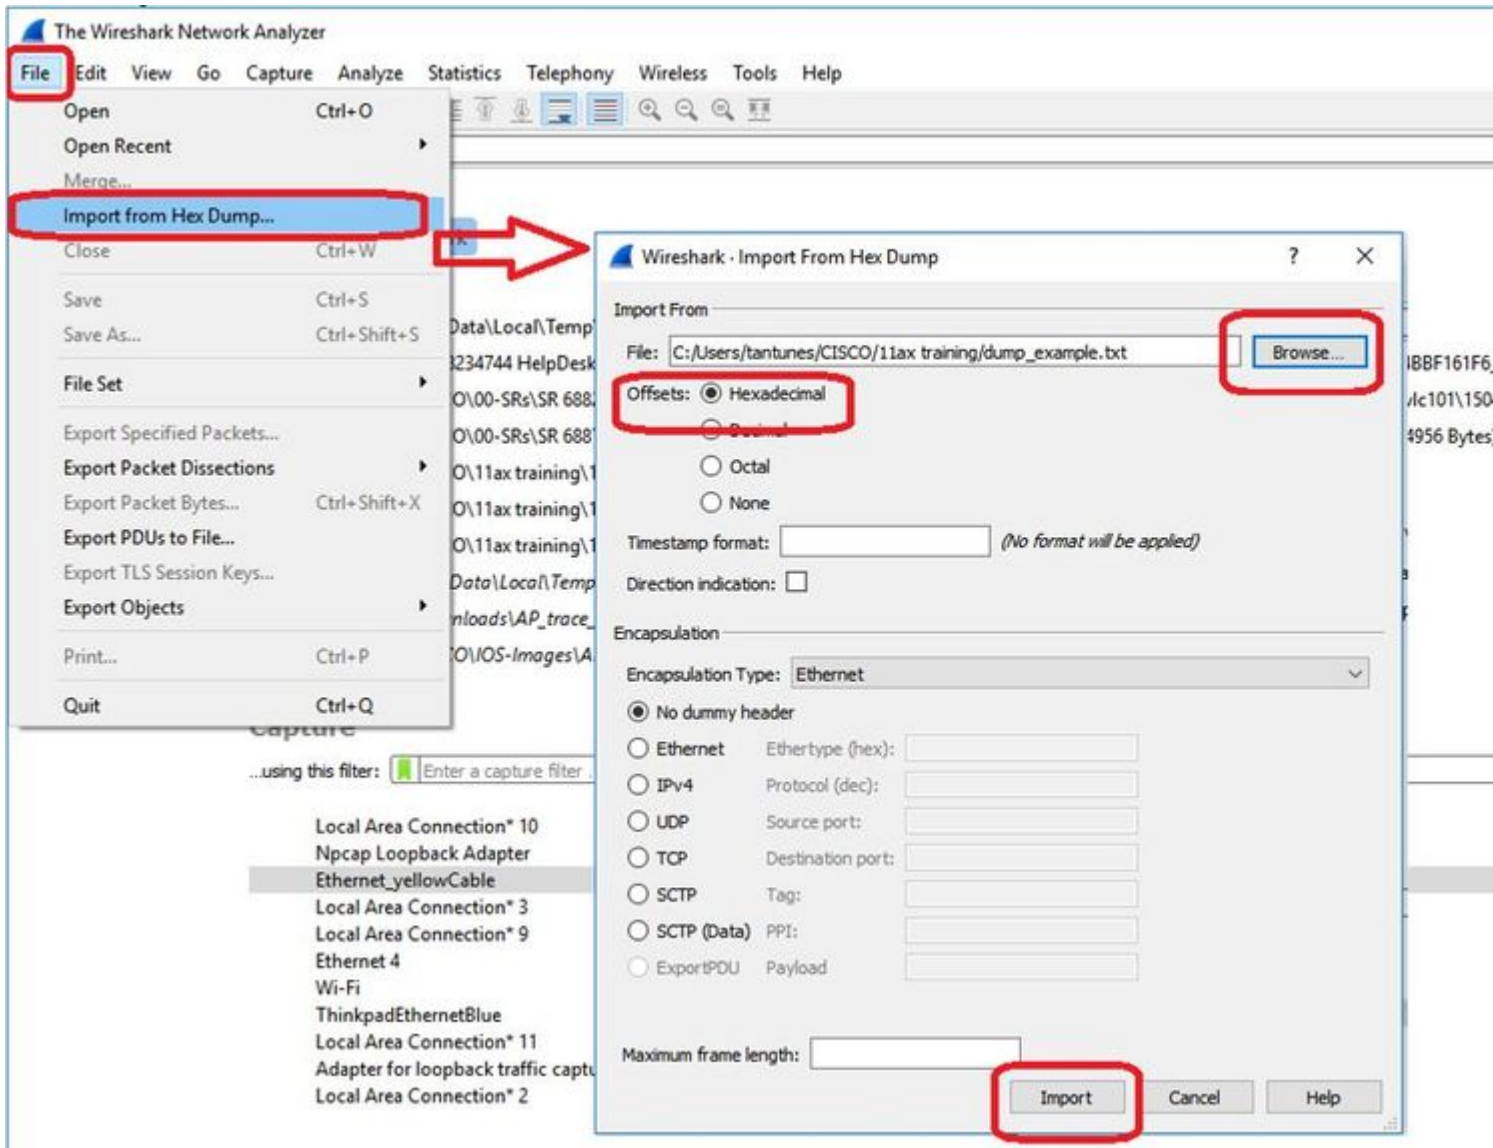 The Wireshark Network Analyzer
File Edit View Go Capture Analyze Statistics Telephony Wireless Tools Help
Open Ctrl+O
Open Recent
Merge...
Import from Hex Dump...
Close Ctrl+W
Save Ctrl+S
Save As... Ctrl+Shift+S
File Set
Export Specified Packets...
Export Packet Dissections
Export Packet Bytes... Ctrl+Shift+X
Export PDUs to File...
Export TLS Session Keys...
Export Objects
Print... Ctrl+P
Quit Ctrl+Q
Data\Local\Temp
3234744 HelpDesk
O\00-SRs\SR 688
O\00-SRs\SR 688
O\11ax training\1
O\11ax training\1
O\11ax training\1
Data\Local\Temp
nloads\AP_trace_
O\IOS-Images\A
BBF161F6_
vlc101\150
4956 Bytes
Capture
...using this filter: Enter a capture filter
Local Area Connection* 10
Npcap Loopback Adapter
Ethernet_yellowCable
Local Area Connection* 3
Local Area Connection* 9
Ethernet 4
Wi-Fi
ThinkpadEthernetBlue
Local Area Connection* 11
Adapter for loopback traffic captu
Local Area Connection* 2
Wireshark · Import From Hex Dump ?
Import From
File: C:/Users/tantunes/CISCO/11ax training/dump_example.txt Browse...
Offsets: Hexadecimal
Decimal
Octal
None
Timestamp format: (No format will be applied)
Direction indication:
Encapsulation
Encapsulation Type: Ethernet
No dummy header
Ethernet Ethertype (hex):
IPv4 Protocol (dec):
UDP Source port:
TCP Destination port:
SCTP Tag:
SCTP (Data) PPI:
ExportPDU Payload
Maximum frame length:
Import Cancel Help